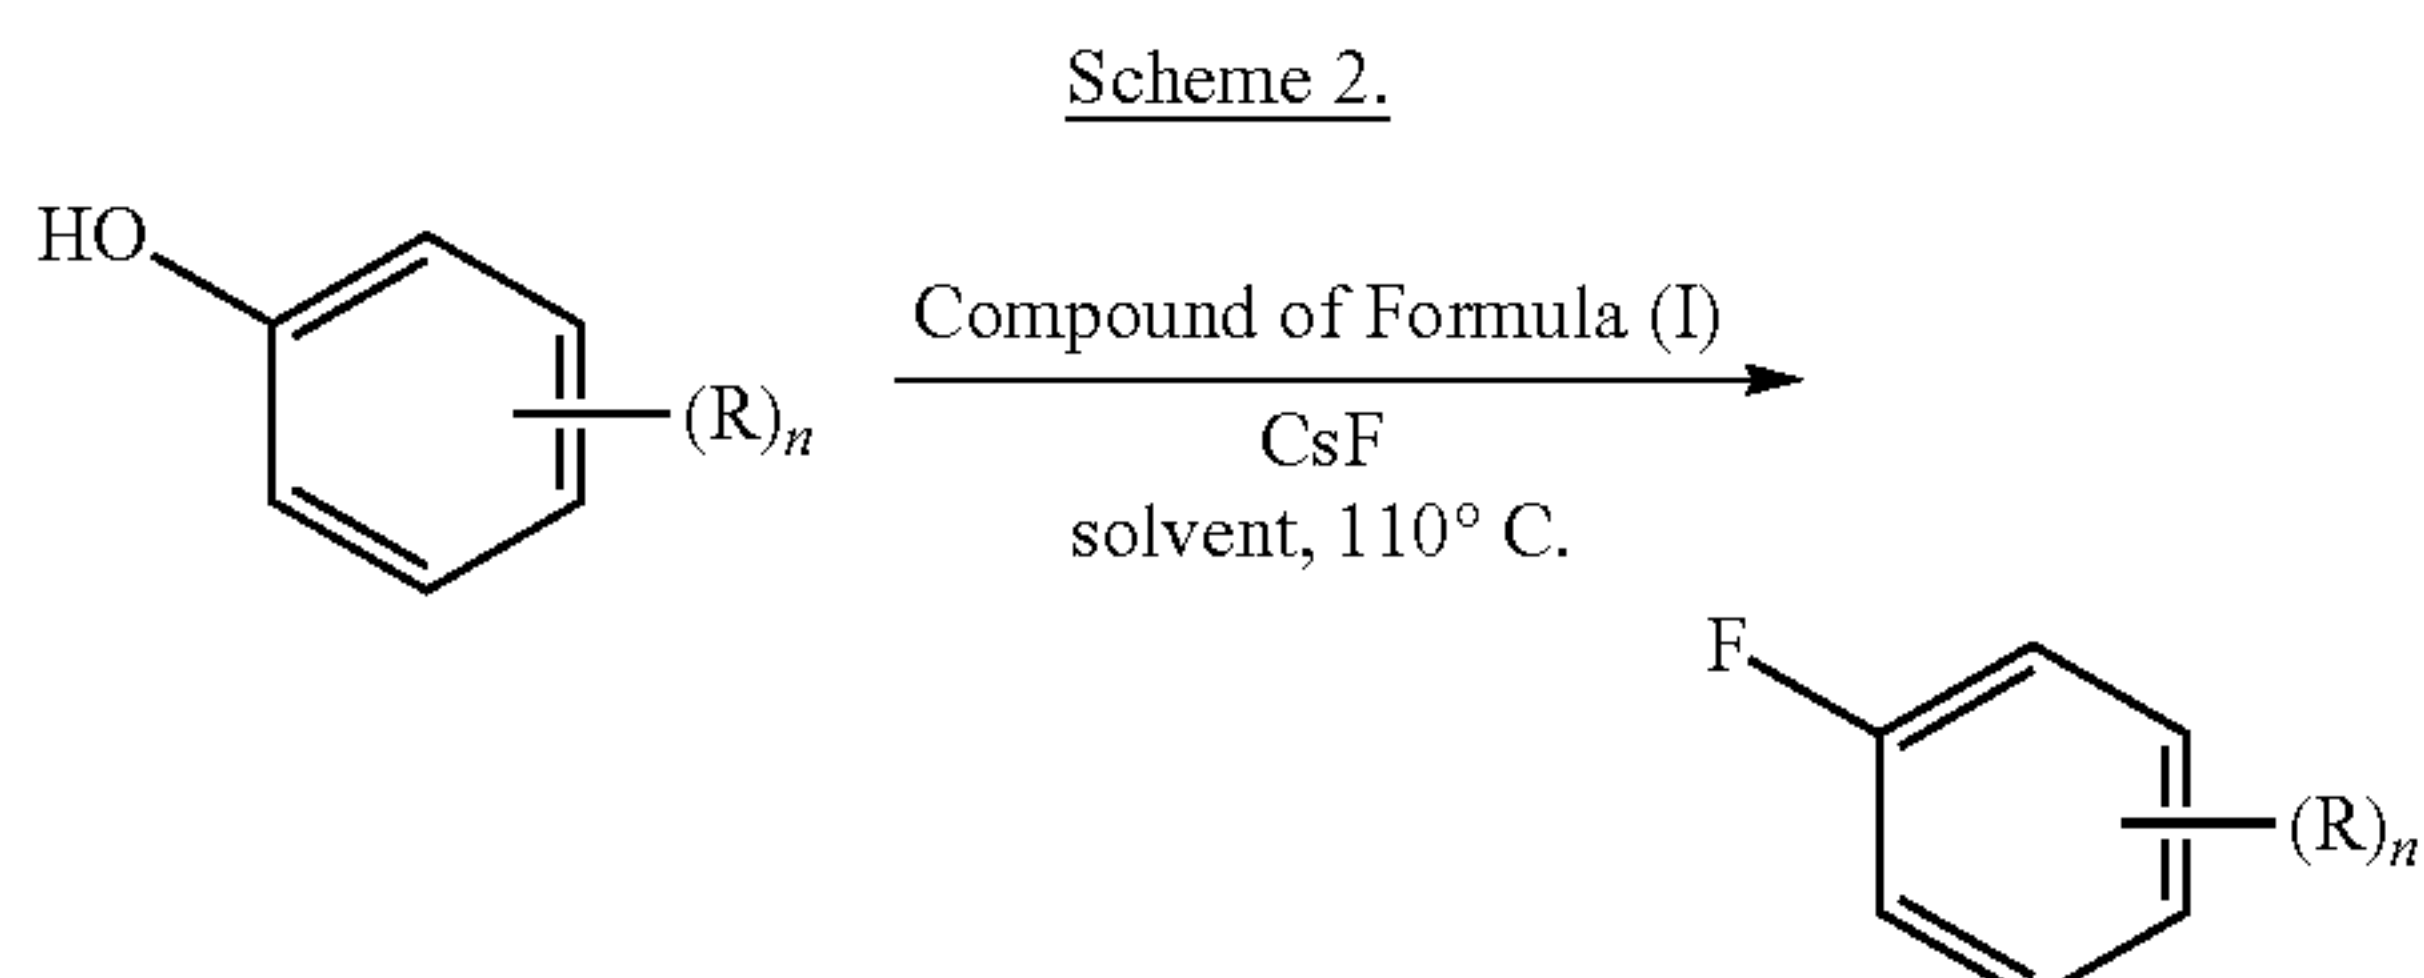 Scheme 2.
HO
Compound of Formula (I)
(R)n
CsF
solvent, 110° C.
F
(R)n